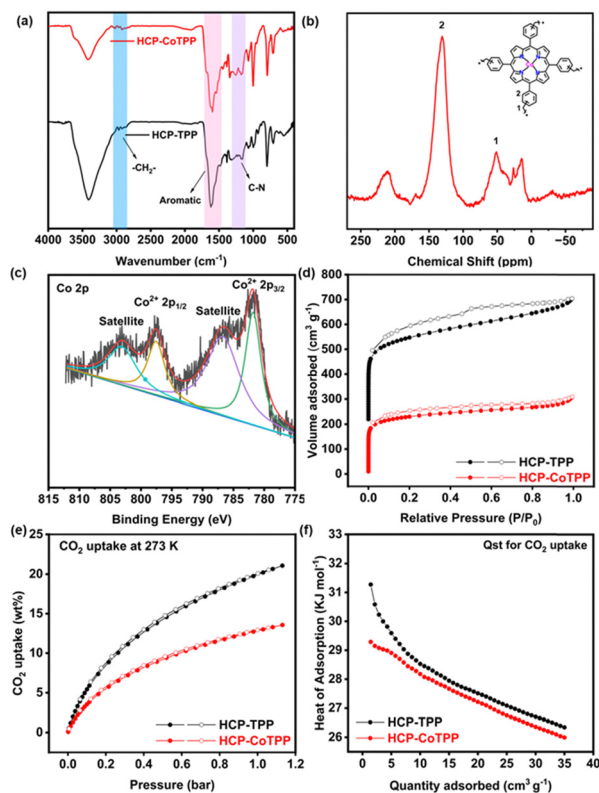 (a)
HCP-CoTPP
HCP-TPP
-CH2-
Aromatic
C-N
4000 3500 3000 2500 2000 1500 1000 500
Wavenumber (cm-1)
(b)
2
1
2
1
250 200 150 100 50 0 -50
Chemical Shift (ppm)
(c)
Co 2p
Satellite
Co2+ 2p1/2
Satellite
Co2+ 2p3/2
815 810 805 800 795 790 785 780 775
Binding Energy (eV)
(d)
Volume adsorbed (cm3 g-1)
800
700
600
500
400
300
200
100
0
HCP-TPP
HCP-CoTPP
0.0 0.2 0.4 0.6 0.8 1.0
Relative Pressure (P/P0)
(e)
CO2 uptake at 273 K
CO2 uptake (wt%)
25
20
15
10
5
0
HCP-TPP
HCP-CoTPP
0.0 0.2 0.4 0.6 0.8 1.0 1.2
Pressure (bar)
(f)
Qst for CO2 uptake
Heat of Adsorption (KJ mol-1)
33
32
31
30
29
28
27
26
HCP-TPP
HCP-CoTPP
0 5 10 15 20 25 30 35 40
Quantity adsorbed (cm3 g-1)